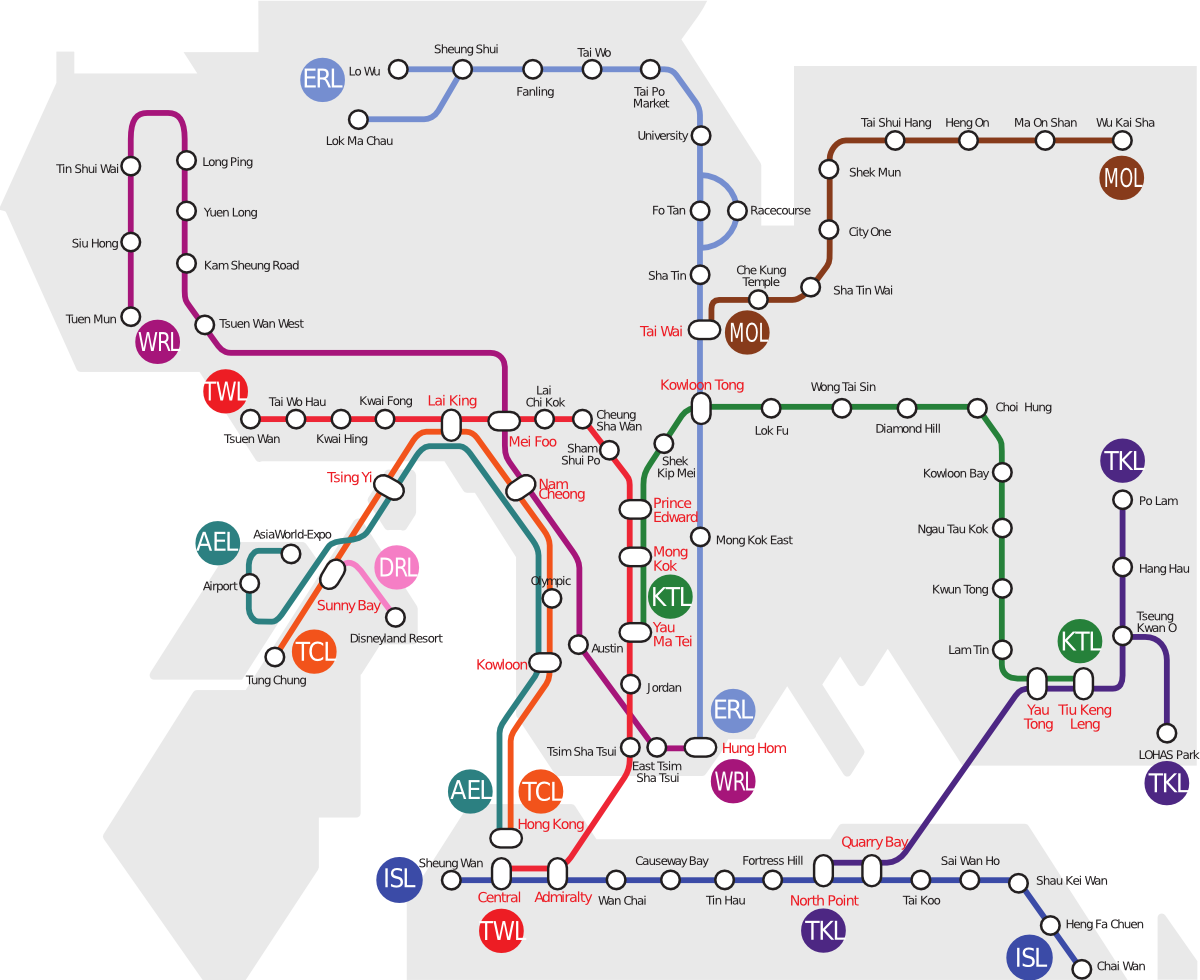 Sheung Shui
Tai Wo
ERL
Lo Wu
Fanling
Tai Po
Market
Lok Ma Chau
University
Tai Shui Hang
Heng On
Ma On Shan
Wu Kai Sha
MOL
Shek Mun
Tin Shui Wai
Long Ping
Yuen Long
Fo Tan
Racecourse
City One
Siu Hong
Kam Sheung Road
Sha Tin
Che Kung
Temple
Sha Tin Wai
Tuen Mun
WRL
Tsuen Wan West
Tai Wai
MOL
TWL
Tai Wo Hau
Kwai Fong
Lai King
Lai
Chi Kok
Kowloon Tong
Wong Tai Sin
Tsuen Wan
Kwai Hing
Mei Foo
Cheung
Sha Wan
Lok Fu
Diamond Hill
Choi Hung
Sham
Shui Po
Shek
Kip Mei
TKL
Kowloon Bay
Tsing Yi
Nam
Cheong
Prince
Edward
Po Lam
AEL
AsiaWorld-Expo
Mong
Kok
Mong Kok East
Ngau Tau Kok
DRL
Airport
Sunny Bay
Olympic
KTL
Kwun Tong
Hang Hau
Disneyland Resort
Yau
Ma Tei
Tseung
Kwan O
KTL
TCL
Tung Chung
Kowloon
Austin
Lam Tin
Jordan
ERL
Yau
Tong
Tiu Keng
Leng
Tsim Sha Tsui
East Tsim
Sha Tsui
Hung Hom
WRL
LOHAS Park
TKL
AEL
TCL
Hong Kong
Quarry Bay
ISL
Sheung Wan
Causeway Bay
Fortress Hill
Sai Wan Ho
Shau Kei Wan
Central
Admiralty
Wan Chai
Tin Hau
North Point
Tai Koo
TWL
TKL
Heng Fa Chuen
ISL
Chai Wan